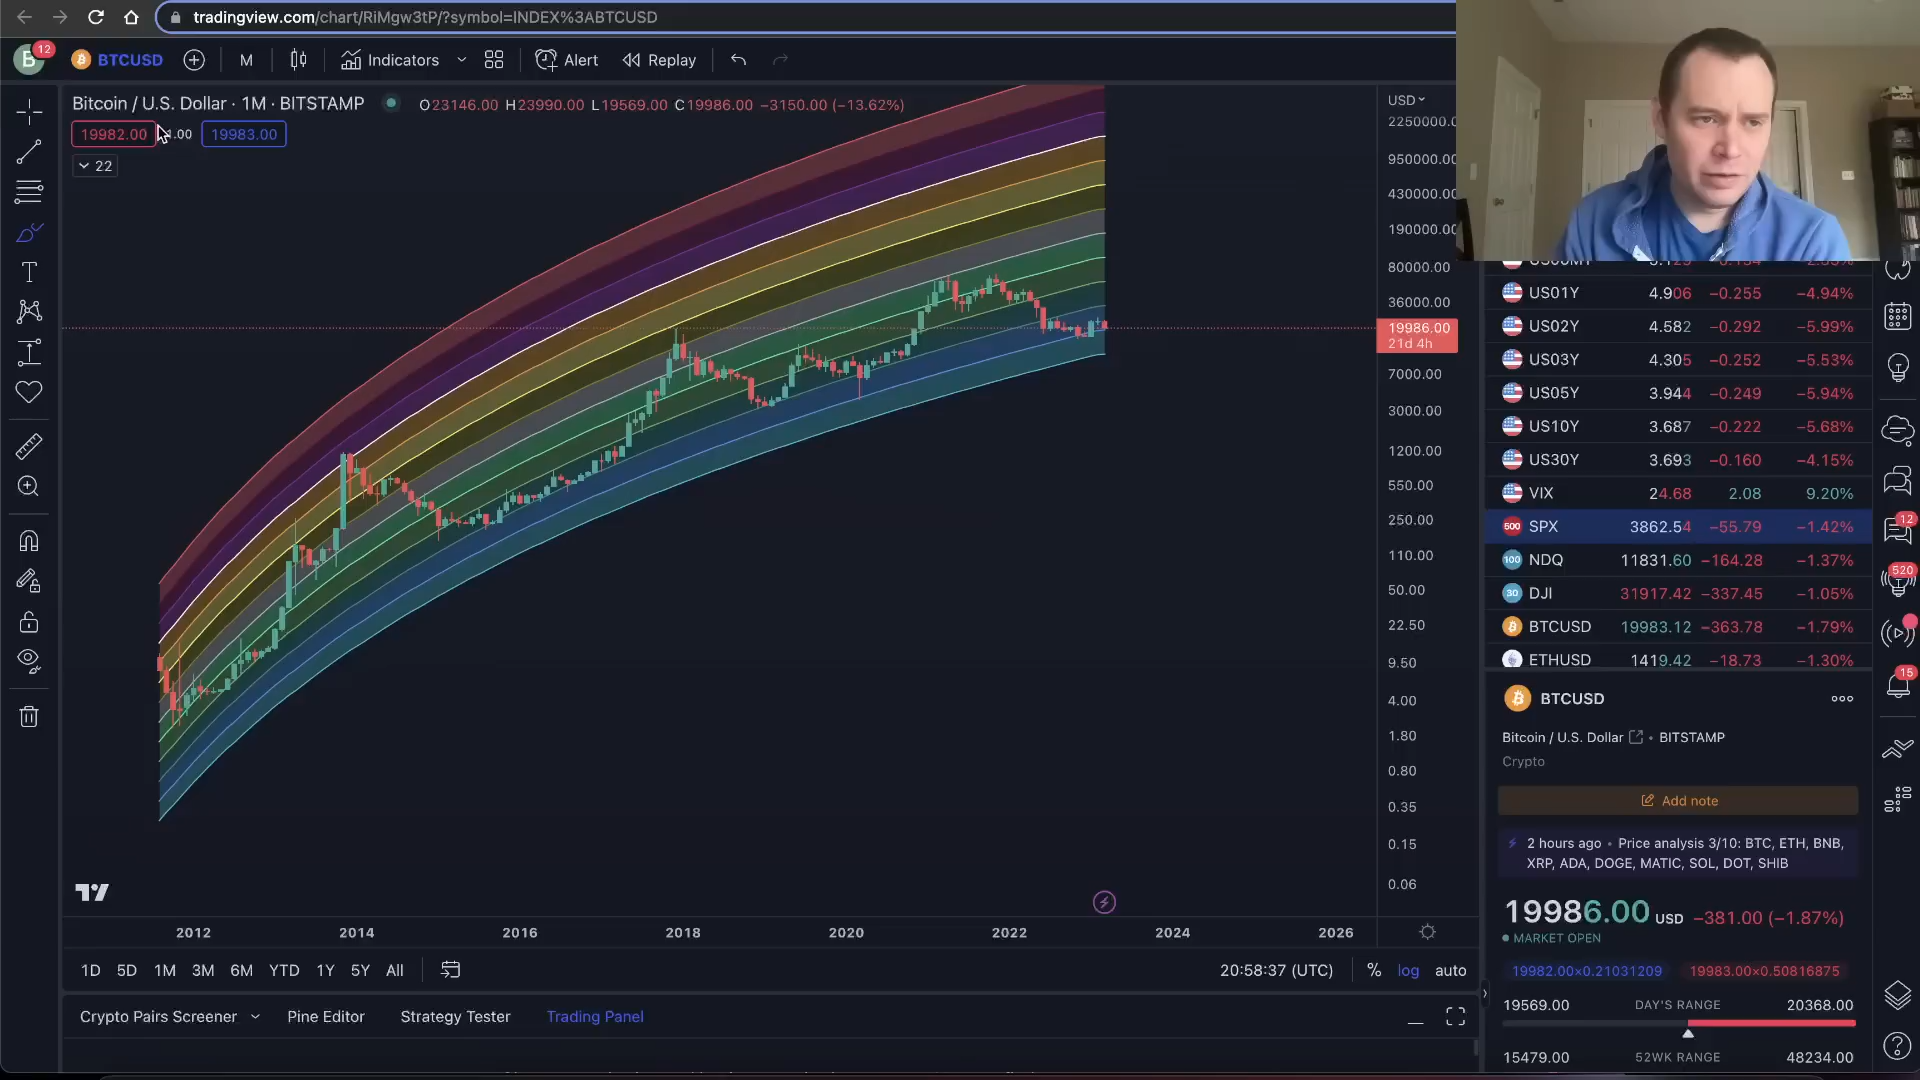 tradingview.com/chart/RiMgw3tP/?symbol=INDEX%3ABTCUSD
B 12 BTCUSD M Indicators Alert Replay
Bitcoin / U.S. Dollar · 1M · BITSTAMP O23146.00 H23990.00 L19569.00 C19986.00 −3150.00 (−13.62%)
19982.00 1.00 19983.00
22
USD
2250000.0
950000.00
430000.00
190000.00
80000.00
36000.00
19986.00
21d 4h
7000.00
3000.00
1200.00
550.00
250.00
110.00
50.00
22.50
9.50
4.00
1.80
0.80
0.35
0.15
0.06
2012 2014 2016 2018 2020 2022 2024 2026
1D 5D 1M 3M 6M YTD 1Y 5Y All 20:58:37 (UTC) % log auto
Crypto Pairs Screener Pine Editor Strategy Tester Trading Panel
US01Y 4.906 −0.255 −4.94%
US02Y 4.582 −0.292 −5.99%
US03Y 4.305 −0.252 −5.53%
US05Y 3.944 −0.249 −5.94%
US10Y 3.687 −0.222 −5.68%
US30Y 3.693 −0.160 −4.15%
VIX 24.68 2.08 9.20%
500 SPX 3862.54 −55.79 −1.42%
100 NDQ 11831.60 −164.28 −1.37%
30 DJI 31917.42 −337.45 −1.05%
BTCUSD 19983.12 −363.78 −1.79%
ETHUSD 1419.42 −18.73 −1.30%
BTCUSD
Bitcoin / U.S. Dollar • BITSTAMP
Crypto
Add note
2 hours ago • Price analysis 3/10: BTC, ETH, BNB,
XRP, ADA, DOGE, MATIC, SOL, DOT, SHIB
19986.00 USD −381.00 (−1.87%)
MARKET OPEN
19982.00×0.21031209 19983.00×0.50816875
19569.00 DAY'S RANGE 20368.00
15479.00 52WK RANGE 48234.00
12
520
15